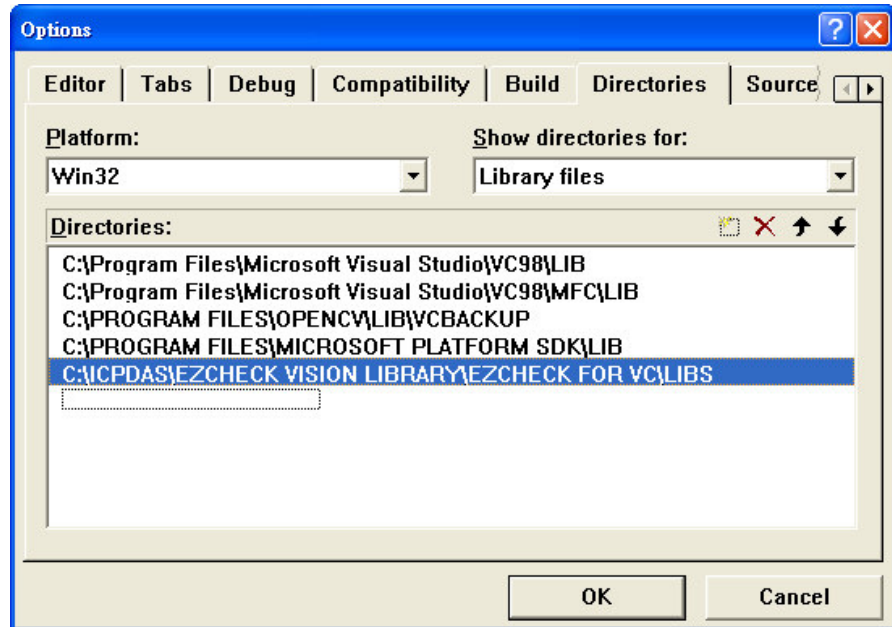 Options
Editor Tabs Debug Compatibility Build Directories Source
Platform: Show directories for:
Win32 Library files
Directories:
C:\Program Files\Microsoft Visual Studio\VC98\LIB
C:\Program Files\Microsoft Visual Studio\VC98\MFC\LIB
C:\PROGRAM FILES\OPENCV\LIB\VCBACKUP
C:\PROGRAM FILES\MICROSOFT PLATFORM SDK\LIB
C:\ICPDAS\EZCHECK VISION LIBRARY\EZCHECK FOR VC\LIBS
OK Cancel